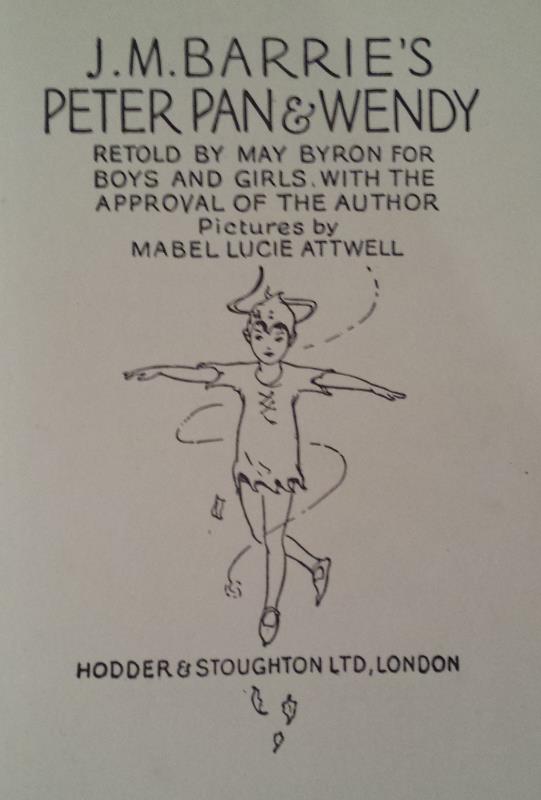 J.M.BARRIE'S
PETER PAN & WENDY
RETOLD BY MAY BYRON FOR
BOYS AND GIRLS. WITH THE
APPROVAL OF THE AUTHOR
Pictures by
MABEL LUCIE ATTWELL
HODDER & STOUGHTON LTD, LONDON